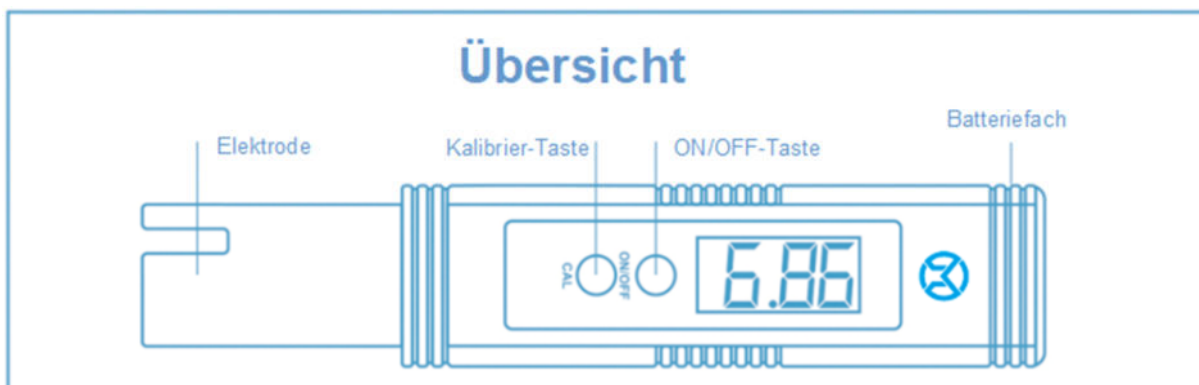 Übersicht
Batteriefach
Elektrode
Kalibrier-Taste
ON/OFF-Taste
CAL
ON/OFF
6.86